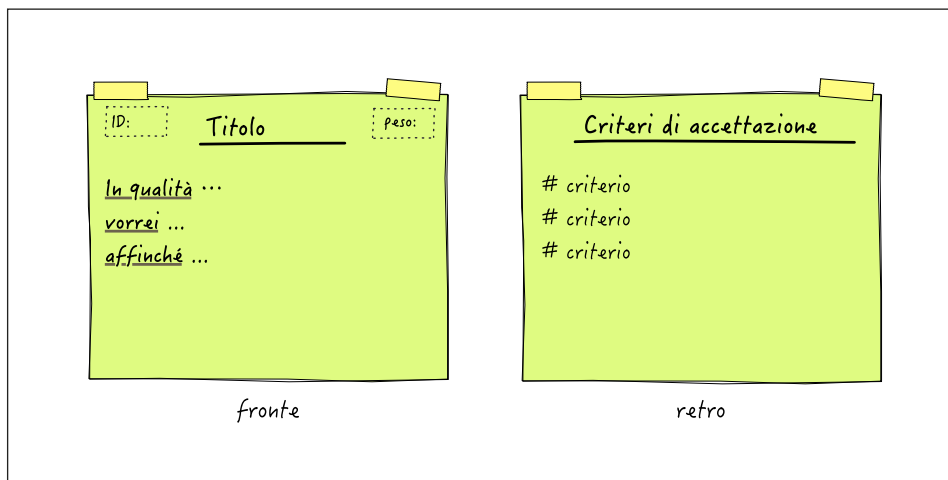 ID:
Titolo
peso:
In qualità ...
vorrei ...
affinché ...
fronte
Criteri di accettazione
# criterio
# criterio
# criterio
retro